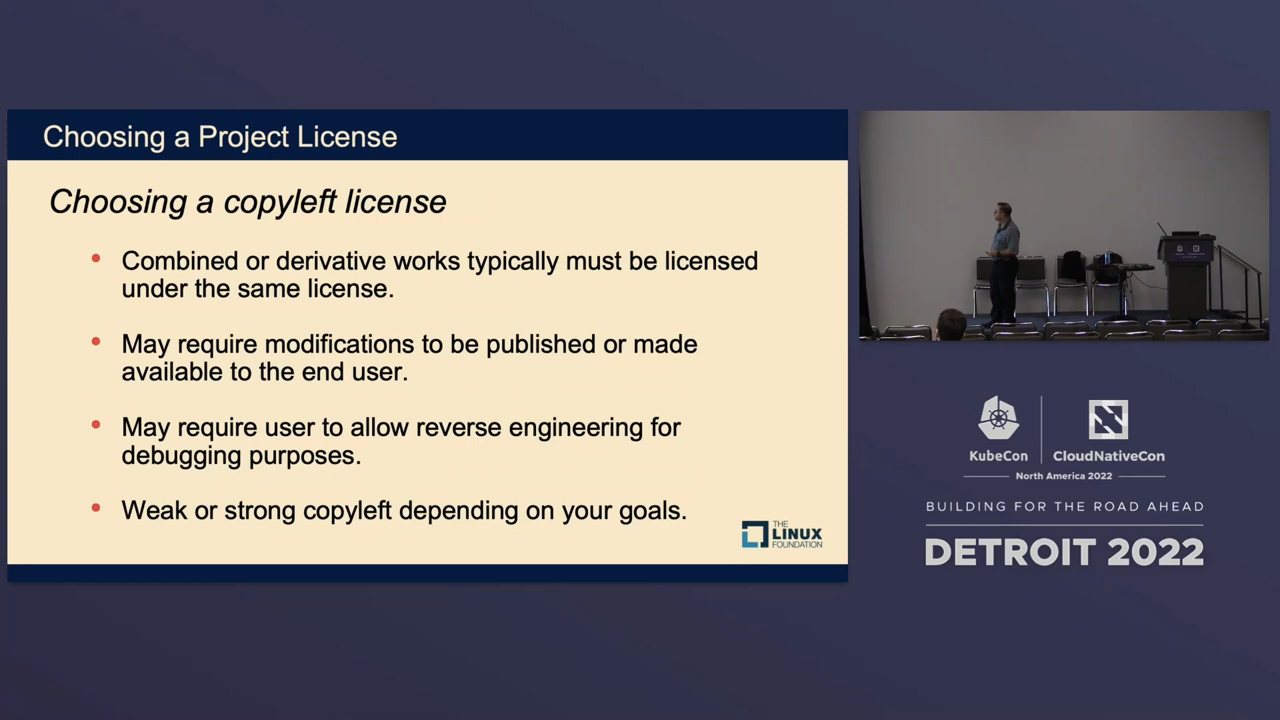 Choosing a Project License
Choosing a copyleft license
Combined or derivative works typically must be licensed
under the same license.
May require modifications to be published or made
available to the end user.
May require user to allow reverse engineering for
debugging purposes.
Weak or strong copyleft depending on your goals.
THE
LINUX
FOUNDATION
KubeCon
CloudNativeCon
North America 2022
BUILDING FOR THE ROAD AHEAD
DETROIT 2022